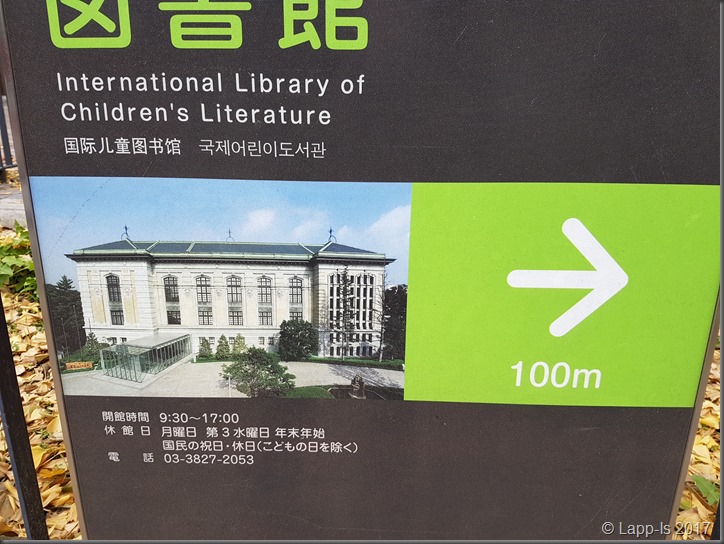 図書館
International Library of
Children's Literature
国际儿童图书馆 국제어린이도서관
100m
開館時間 9:30～17:00
休館日 月曜日 第3水曜日 年末年始
国民の祝日・休日(こどもの日を除く)
電話 03-3827-2053
© Lapp-Is 2017